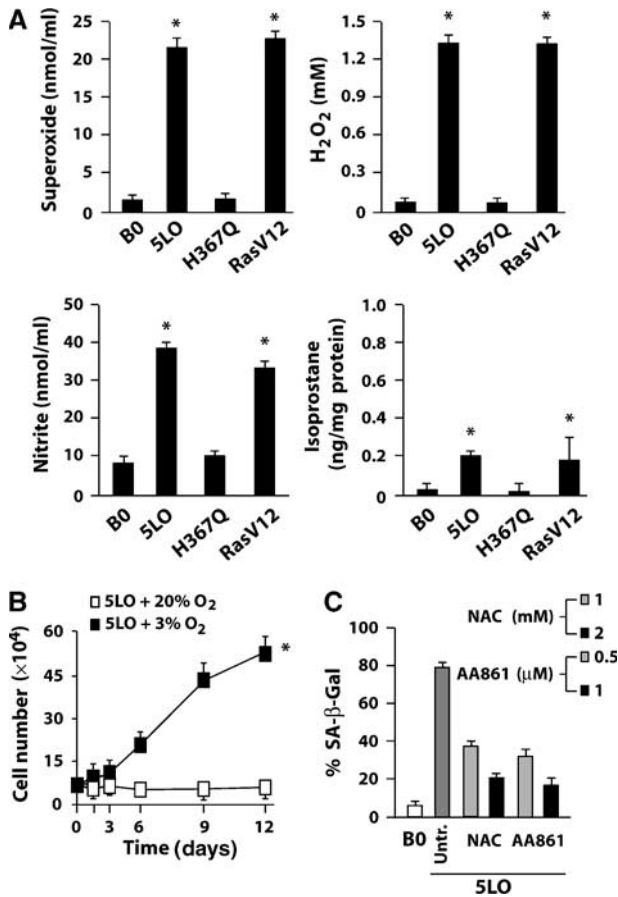 A
Superoxide (nmol/ml)
25
20
15
10
5
0
*
*
B0
5LO
H367Q
RasV12
H2O2 (mM)
1.5
1.2
0.9
0.6
0.3
0
*
*
B0
5LO
H367Q
RasV12
Nitrite (nmol/ml)
50
40
30
20
10
0
*
*
B0
5LO
H367Q
RasV12
Isoprostane
(ng/mg protein)
1.0
0.8
0.6
0.4
0.2
0
*
*
B0
5LO
H367Q
RasV12
B
5LO + 20% O2
5LO + 3% O2
Cell number (×10⁴)
60
45
30
15
0
*
0
3
6
9
12
Time (days)
C
NAC (mM)
1
2
AA861 (μM)
0.5
1
% SA-β-Gal
100
80
60
40
20
0
B0
Untr.
NAC
AA861
5LO